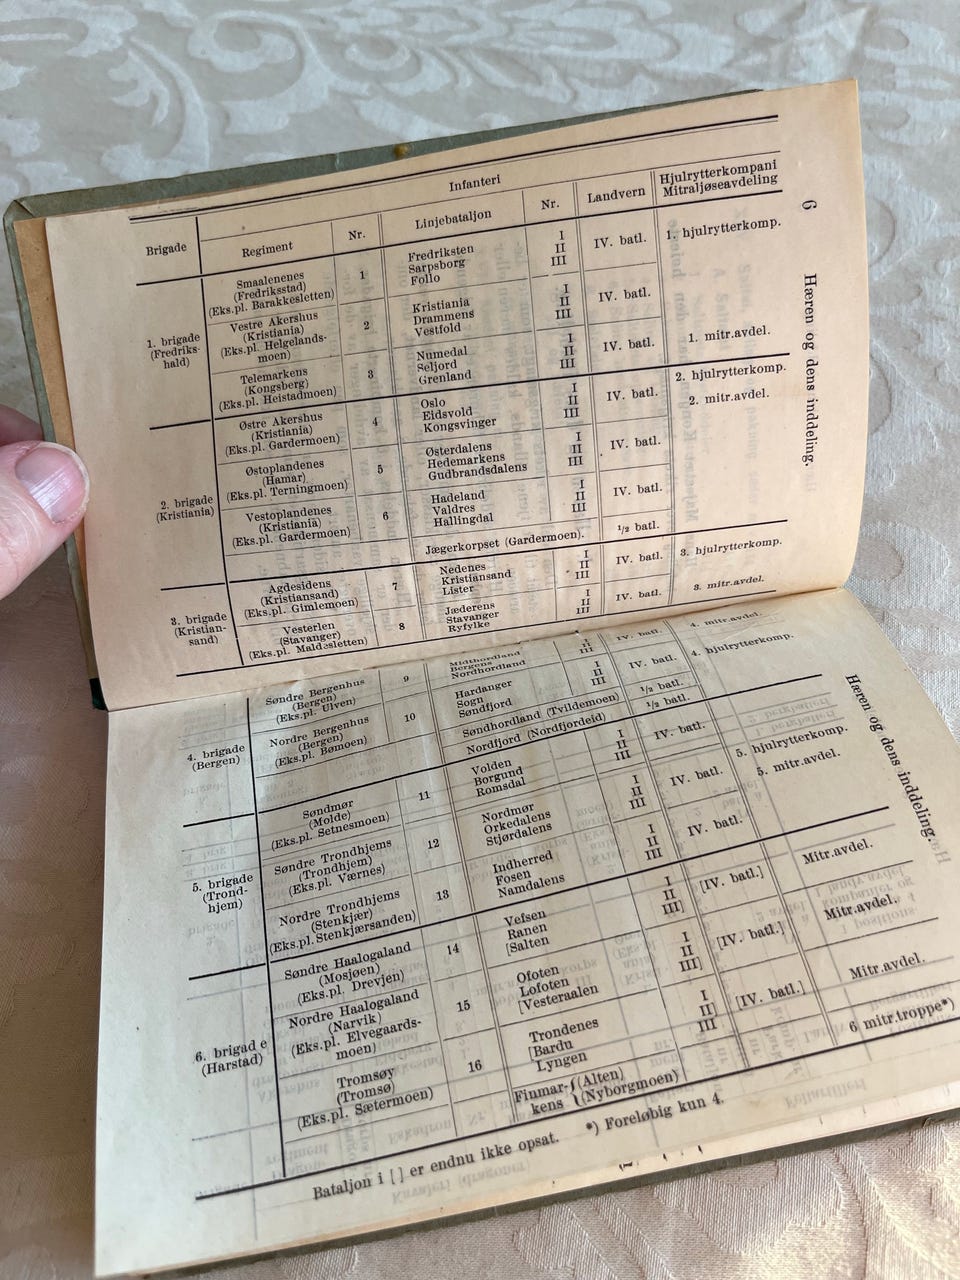 6 Hæren og dens inddeling.
Infanteri
Hjulrytterkompani
Mitraljøseavdeling
Brigade Regiment Nr. Linjebataljon Nr. Landvern
1. brigade
(Fredriks-
hald)
Smaalenenes
(Fredriksstad)
(Eks.pl. Barakkesletten)
1
Fredriksten I
Sarpsborg II
Follo III
IV. batl.
1. hjulrytterkomp.
Vestre Akershus
(Kristiania)
(Eks.pl. Helgelands-
moen)
2
Kristiania I
Drammens II
Vestfold III
IV. batl.
Telemarkens
(Kongsberg)
(Eks.pl. Heistadmoen)
3
Numedal I
Seljord II
Grenland III
IV. batl.
1. mitr.avdel.
2. brigade
(Kristiania)
Østre Akershus
(Kristiania)
(Eks.pl. Gardermoen)
4
Oslo I
Eidsvold II
Kongsvinger III
IV. batl.
2. hjulrytterkomp.
2. mitr.avdel.
Østoplandenes
(Hamar)
(Eks.pl. Terningmoen)
5
Østerdalens I
Hedemarkens II
Gudbrandsdalens III
IV. batl.
Vestoplandenes
(Kristiania)
(Eks.pl. Gardermoen)
6
Hadeland I
Valdres II
Hallingdal III
IV. batl.
Jægerkorpset (Gardermoen).
1/2 batl.
3. brigade
(Kristian-
sand)
Agdesidens
(Kristiansand)
(Eks.pl. Gimlemoen)
7
Nedenes I
Kristiansand II
Lister III
IV. batl.
3. hjulrytterkomp.
Vesterlen
(Stavanger)
(Eks.pl. Maldesletten)
8
Jæderens I
Stavanger II
Ryfylke III
IV. batl.
3. mitr.avdel.
Hæren og dens inddeling.
4. brigade
(Bergen)
Søndre Bergenhus
(Bergen)
(Eks.pl. Ulven)
9
Midthordland
Bergens II
Nordhordland III
IV. batl.
4. mitr.avdel.
Nordre Bergenhus
(Bergen)
(Eks.pl. Bømoen)
10
Hardanger I
Sogn II
Søndfjord III
IV. batl.
4. hjulrytterkomp.
Søndhordland (Tvildemoen)
1/2 batl.
Nordfjord (Nordfjordeid)
1/2 batl.
5. brigade
(Trond-
hjem)
Søndmør
(Molde)
(Eks.pl. Setnesmoen)
11
Volden I
Borgund II
Romsdal III
IV. batl.
5. hjulrytterkomp.
5. mitr.avdel.
Søndre Trondhjems
(Trondhjem)
(Eks.pl. Værnes)
12
Nordmør I
Orkedalens II
Stjørdalens III
IV. batl.
Nordre Trondhjems
(Stenkjær)
(Eks.pl. Stenkjærsanden)
13
Indherred I
Fosen II
Namdalens III
IV. batl.
6. brigade
(Harstad)
Søndre Haalogaland
(Mosjøen)
(Eks.pl. Drevjen)
14
Vefsen I
Ranen II
[Salten III]
[IV. batl.]
Mitr.avdel.
Nordre Haalogaland
(Narvik)
(Eks.pl. Elvegaards-
moen)
15
Ofoten I
Lofoten II
[Vesteraalen III]
[IV. batl.]
Mitr.avdel.
Tromsøy
(Tromsø)
(Eks.pl. Sætermoen)
16
Trondenes I
[Bardu II]
Lyngen III
[IV. batl.]
Mitr.avdel.
Finmar- (Alten)
kens (Nyborgmoen)
6 mitr.troppe*)
Bataljon i [ ] er endnu ikke opsat. *) Foreløbig kun 4.